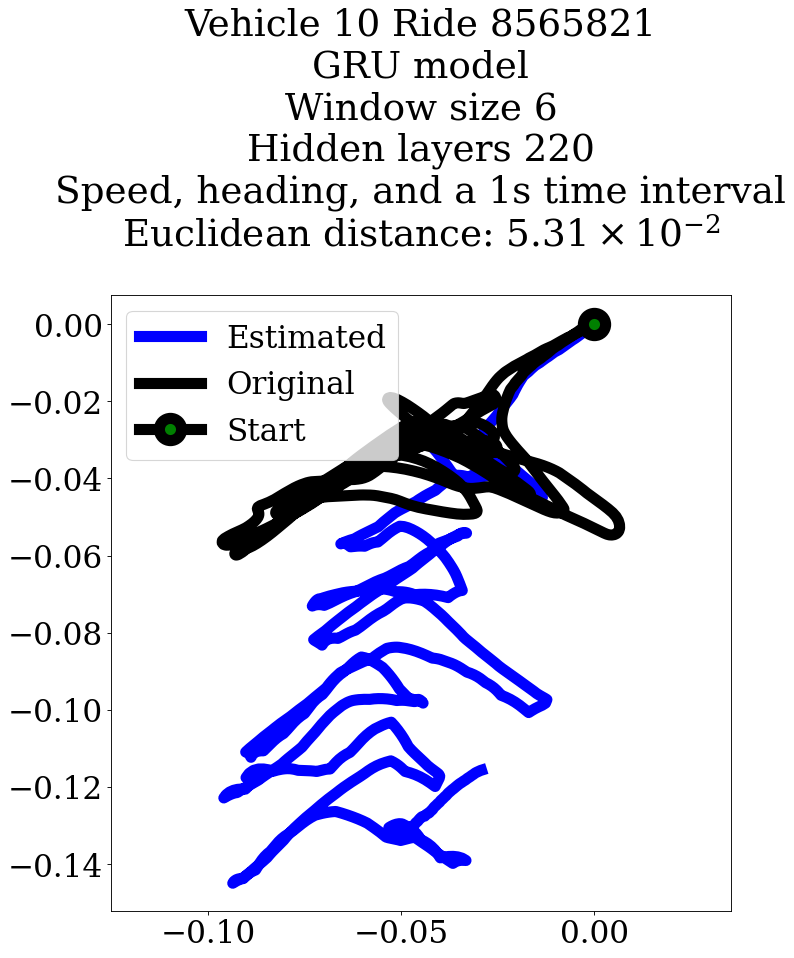 Vehicle 10 Ride 8565821
GRU model
Window size 6
Hidden layers 220
Speed, heading, and a 1s time interval
Euclidean distance: 5.31 × 10⁻²
Estimated
Original
Start
0.00
−0.02
−0.04
−0.06
−0.08
−0.10
−0.12
−0.14
−0.10
−0.05
0.00